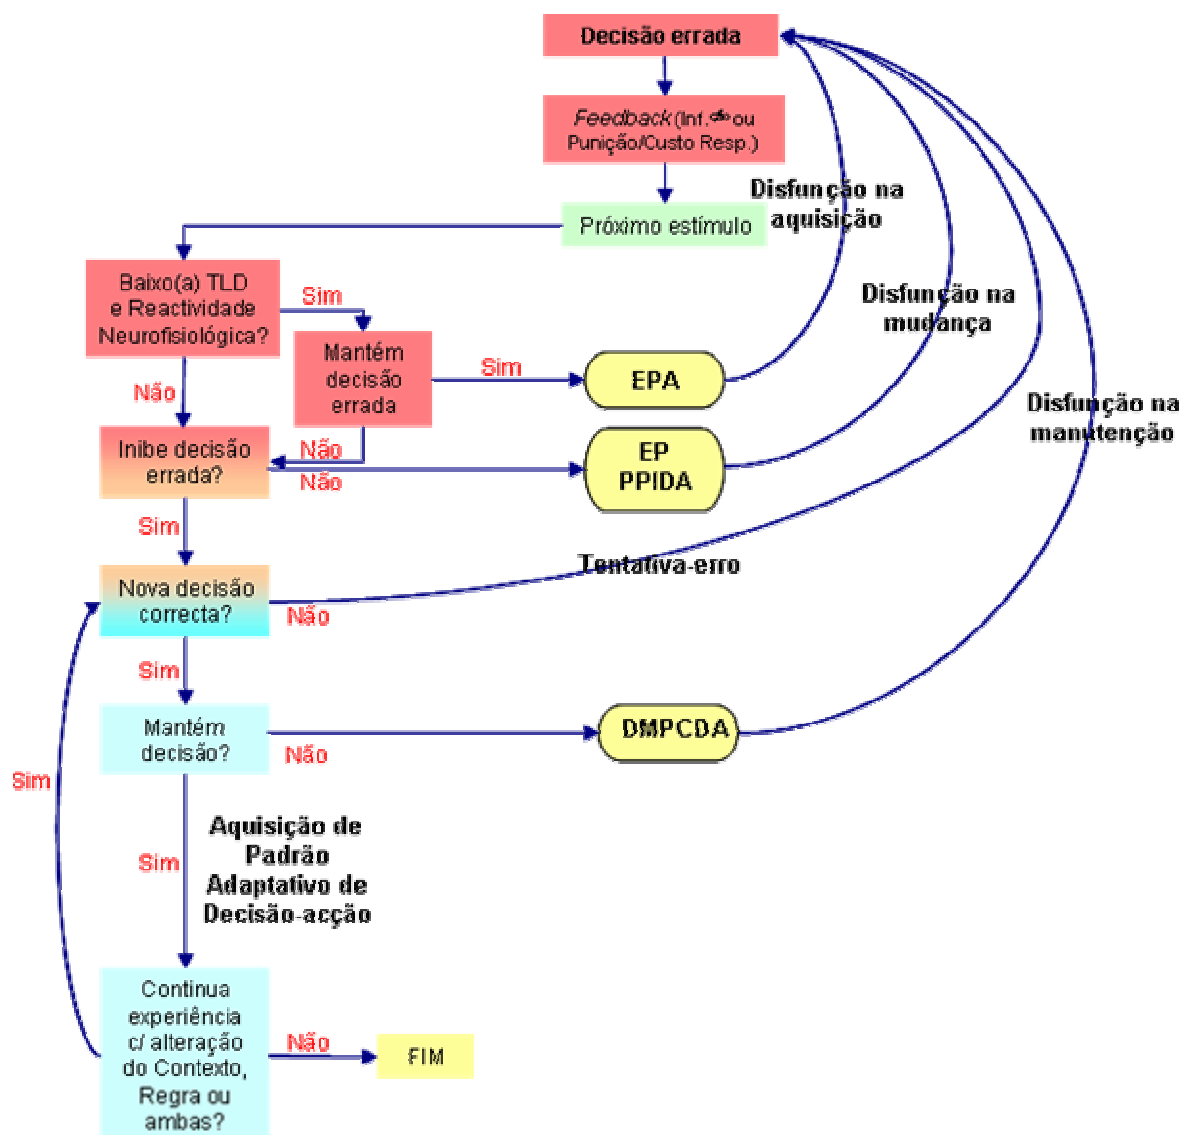 Decisão errada
Feedback (Inf. ou
Punição/Custo Resp.)
Disfunção na
aquisição
Próximo estímulo
Baixo(a) TLD
e Reactividade
Neurofisiológica?
Sim
Disfunção na
mudança
Mantém
decisão
errada
Sim
EPA
Não
Disfunção na
manutenção
Inibe decisão
errada?
Não
Não
EP
PPIDA
Sim
Tentativa-erro
Nova decisão
correcta?
Não
Sim
Mantém
decisão?
Não
DMPCDA
Sim
Aquisição de
Padrão
Adaptativo de
Decisão-acção
Sim
Continua
experiência
c/ alteração
do Contexto,
Regra ou
ambas?
Não
FIM